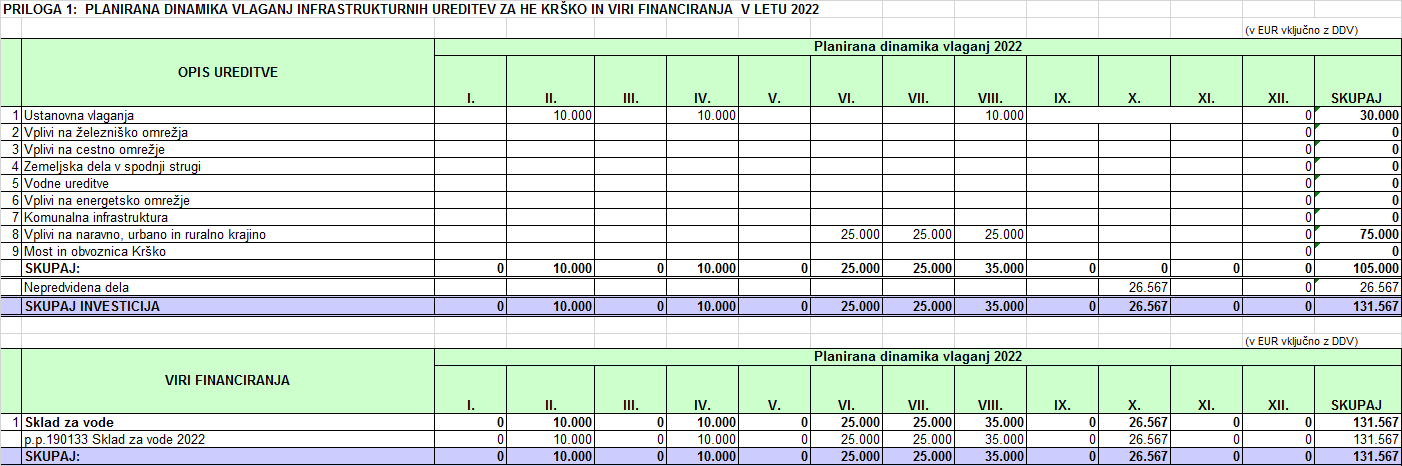 PRILOGA 1: PLANIRANA DINAMIKA VLAGANJ INFRASTRUKTURNIH UREDITEV ZA HE KRŠKO IN VIRI FINANCIRANJA V LETU 2022
(v EUR vključno z DDV)
OPIS UREDITVE Planirana dinamika vlaganj 2022
I. II. III. IV. V. VI. VII. VIII. IX. X. XI. XII. SKUPAJ
1 Ustanovna vlaganja 10.000 10.000 10.000 0 30.000
2 Vplivi na železniško omrežja 0 0
3 Vplivi na cestno omrežje 0 0
4 Zemeljska dela v spodnji strugi 0 0
5 Vodne ureditve 0 0
6 Vplivi na energetsko omrežje 0 0
7 Komunalna infrastruktura 0 0
8 Vplivi na naravno, urbano in ruralno krajino 25.000 25.000 25.000 0 75.000
9 Most in obvoznica Krško 0 0
SKUPAJ: 0 10.000 0 10.000 0 25.000 25.000 35.000 0 0 0 0 105.000
Nepredvidena dela 26.567 0 26.567
SKUPAJ INVESTICIJA 0 10.000 0 10.000 0 25.000 25.000 35.000 0 26.567 0 0 131.567
(v EUR vključno z DDV)
VIRI FINANCIRANJA Planirana dinamika vlaganj 2022
I. II. III. IV. V. VI. VII. VIII. IX. X. XI. XII. SKUPAJ
1 Sklad za vode 0 10.000 0 10.000 0 25.000 25.000 35.000 0 26.567 0 0 131.567
p.p.190133 Sklad za vode 2022 0 10.000 0 10.000 0 25.000 25.000 35.000 0 26.567 0 0 131.567
SKUPAJ: 0 10.000 0 10.000 0 25.000 25.000 35.000 0 26.567 0 0 131.567